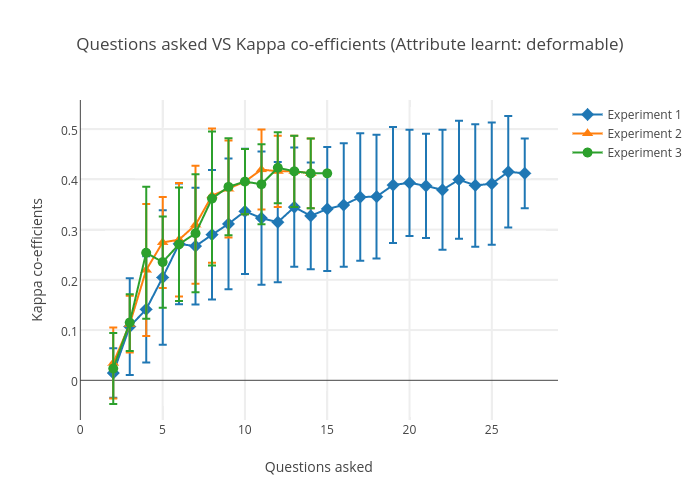 Questions asked VS Kappa co-efficients (Attribute learnt: deformable)
Experiment 1
Experiment 2
Experiment 3
Kappa co-efficients
0.5
0.4
0.3
0.2
0.1
0
0 5 10 15 20 25
Questions asked